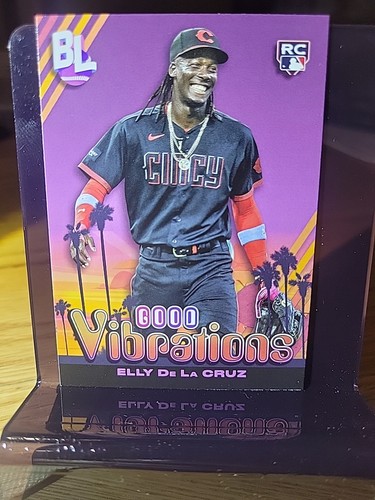 BL
RC
C
CINCY
GOOD
Vibrations
ELLY DE LA CRUZ